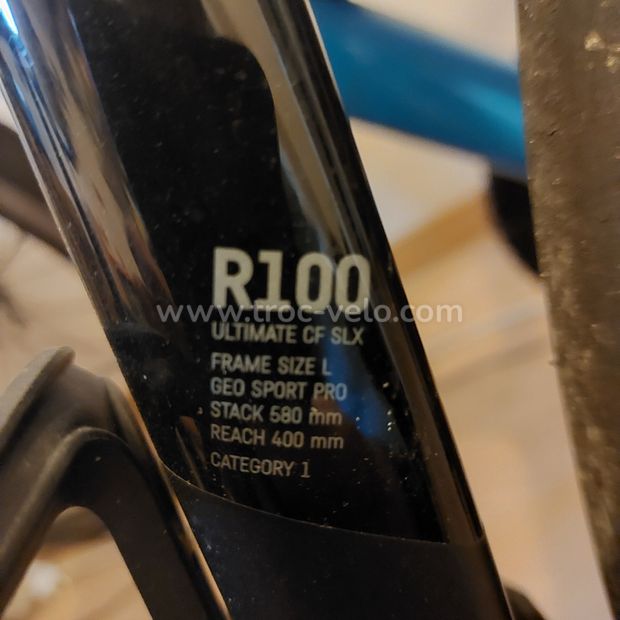 R100
www.troc-velo.com
ULTIMATE CF SLX
FRAME SIZE L
GEO SPORT PRO
STACK 580 mm
REACH 400 mm
CATEGORY 1